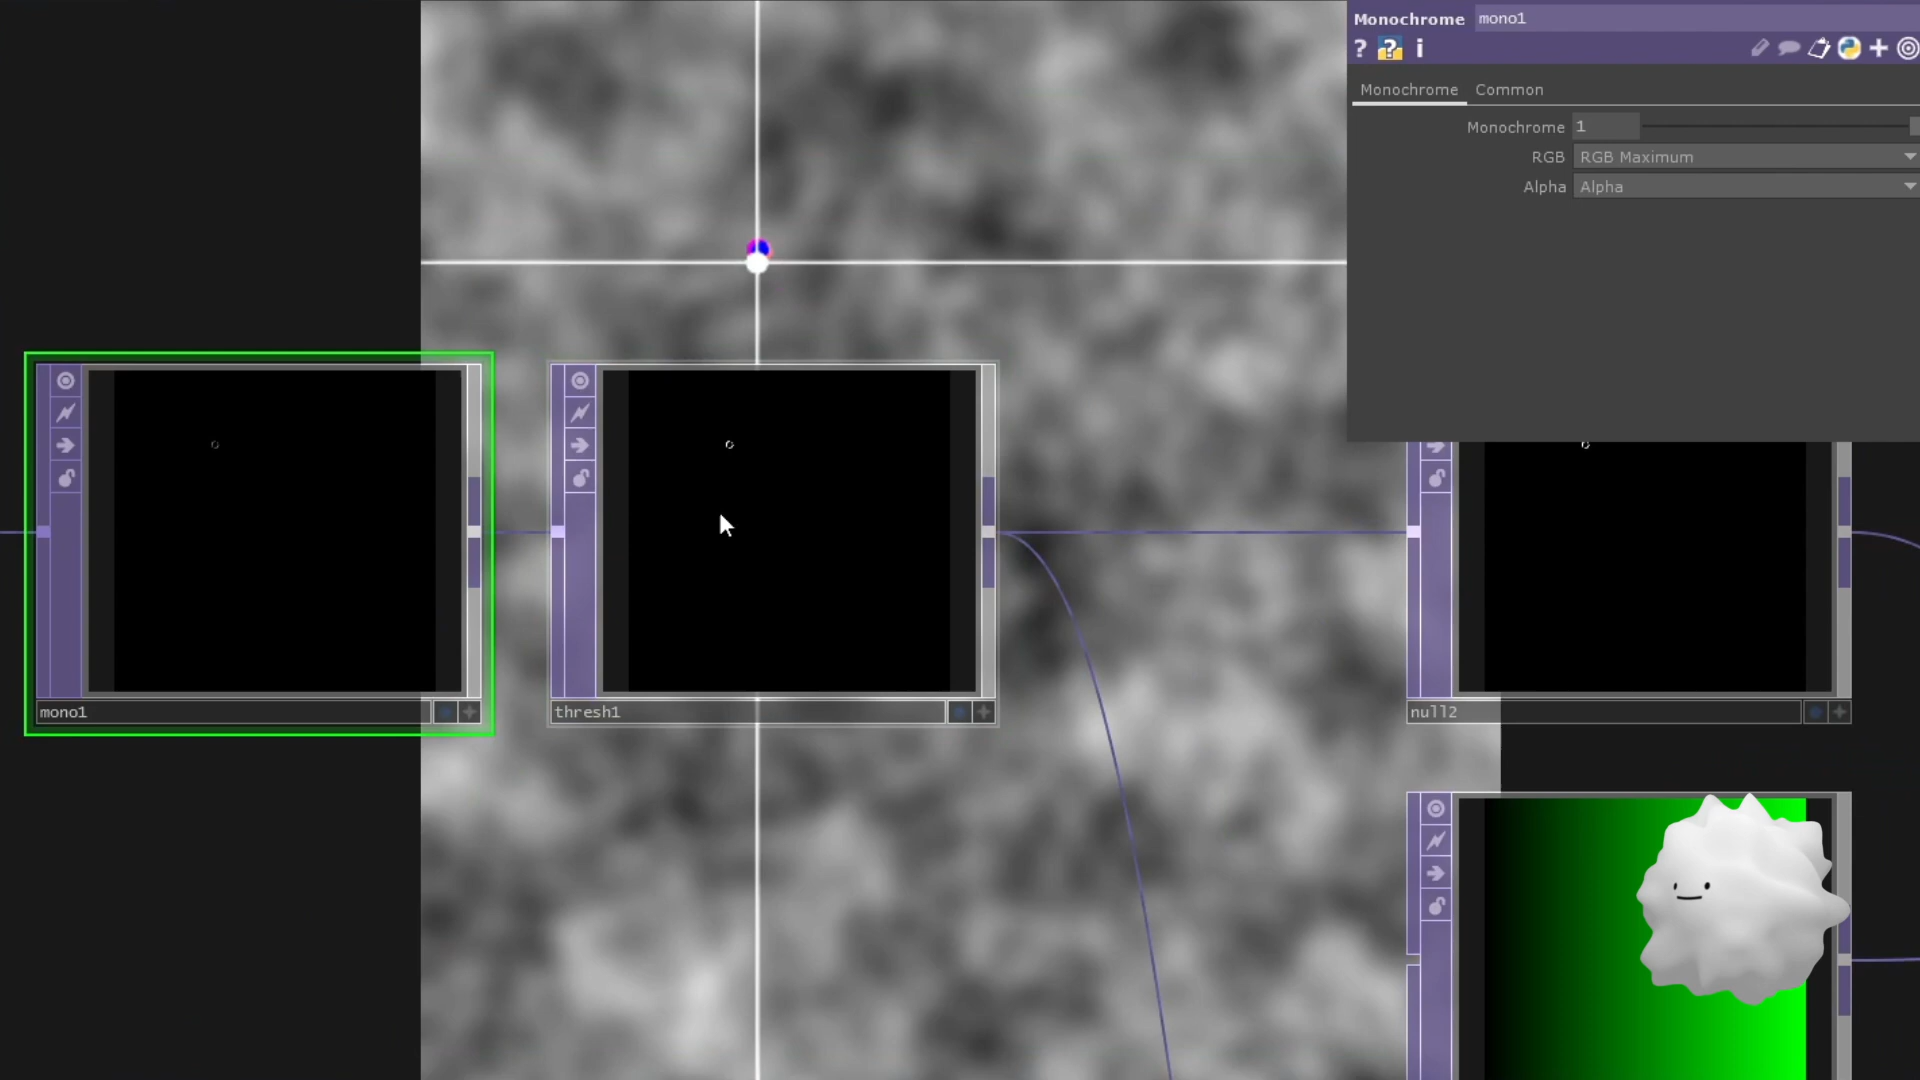 Monochrome mono1
Monochrome Common
Monochrome 1
RGB RGB Maximum
Alpha Alpha
mono1
thresh1
null2